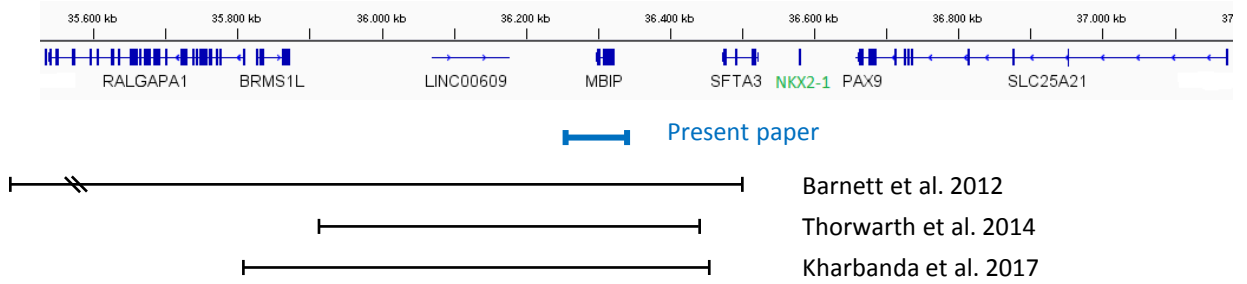 35.600 kb 35.800 kb 36.000 kb 36.200 kb 36.400 kb 36.600 kb 36.800 kb 37.000 kb 37
RALGAPA1 BRMS1L LINC00609 MBIP SFTA3 NKX2-1 PAX9 SLC25A21
Present paper
Barnett et al. 2012
Thorwarth et al. 2014
Kharbanda et al. 2017